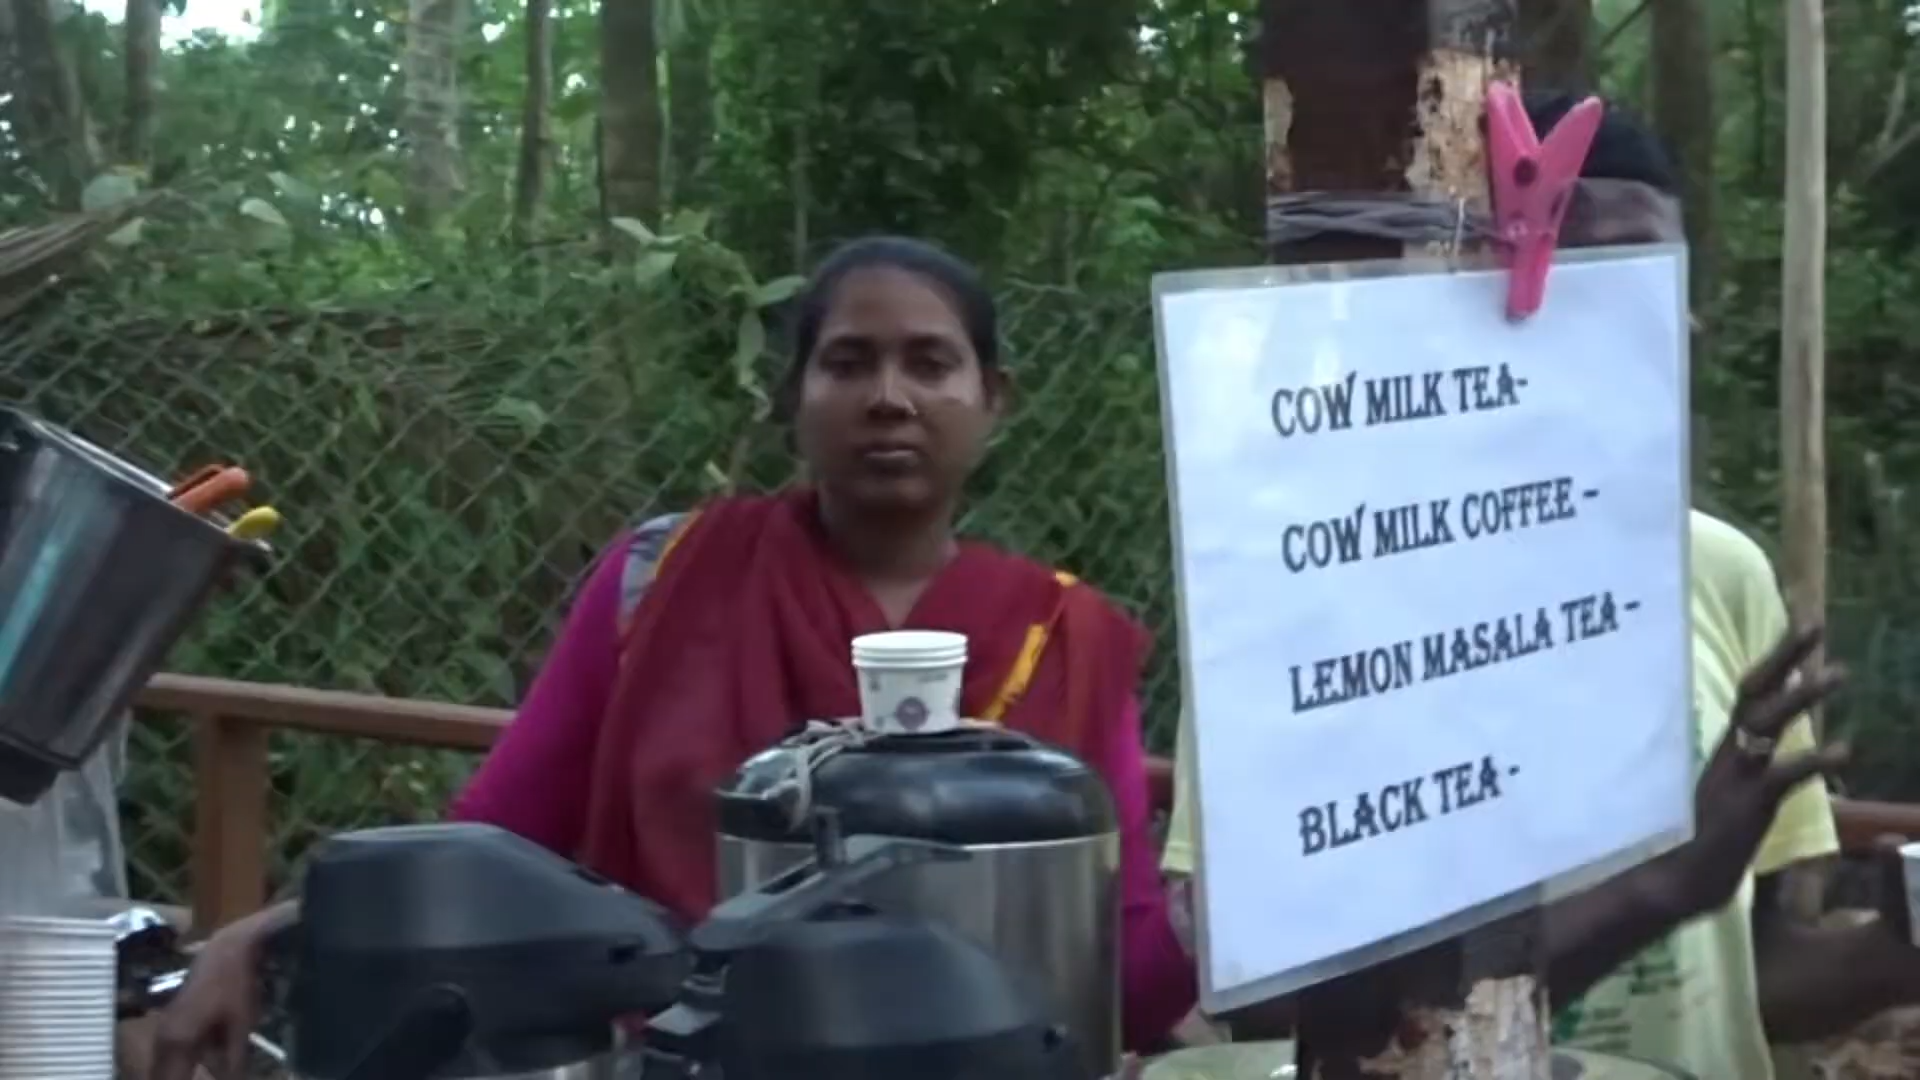 COW MILK TEA-
COW MILK COFFEE -
LEMON MASALA TEA -
BLACK TEA -